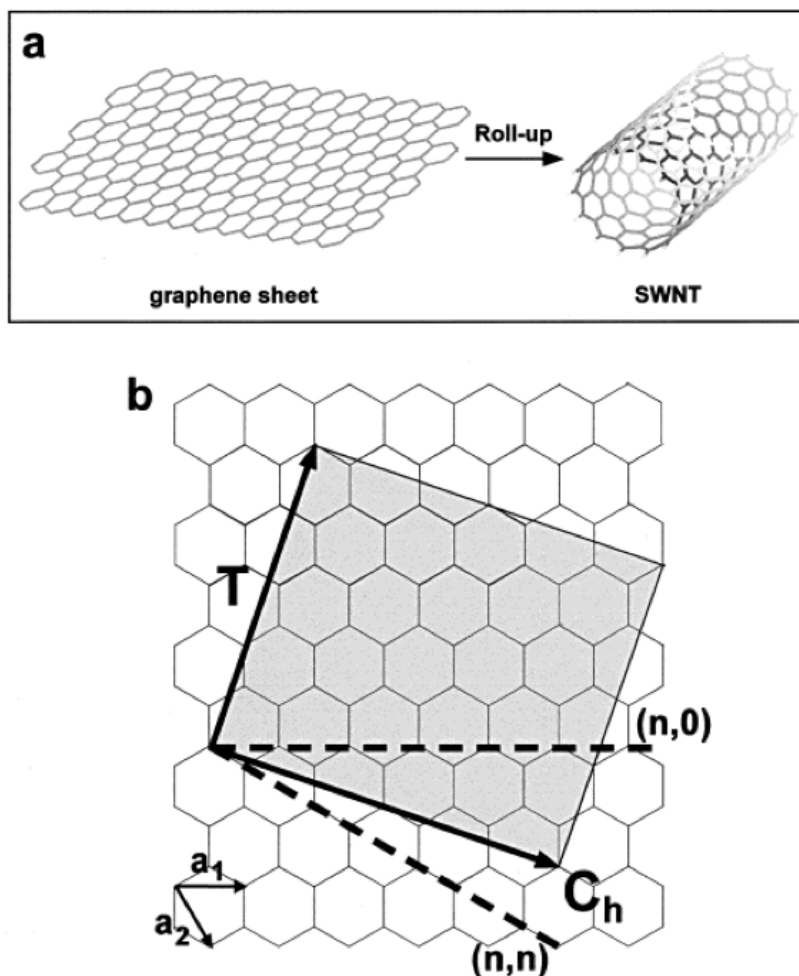 a
Roll-up
graphene sheet
SWNT
b
T
(n,0)
a1
Ch
a2
(n,n)